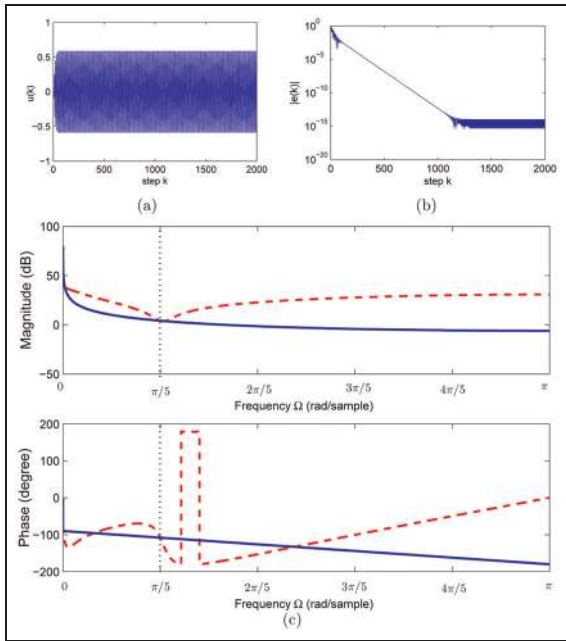 1
0.5
0
-0.5
-1
u(k)
0 500 1000 1500 2000
step k
(a)
10^0
10^-5
10^-10
10^-15
10^-20
|e(k)|
0 500 1000 1500 2000
step k
(b)
100
50
0
-50
Magnitude (dB)
0 π/5 2π/5 3π/5 4π/5 π
Frequency Ω (rad/sample)
200
100
0
-100
-200
Phase (degree)
0 π/5 2π/5 3π/5 4π/5 π
Frequency Ω (rad/sample)
(c)